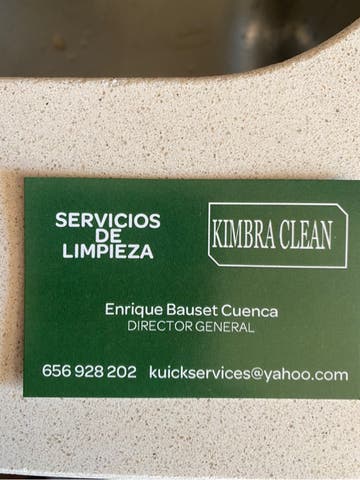 SERVICIOS
DE
LIMPIEZA
KIMBRA CLEAN
Enrique Bauset Cuenca
DIRECTOR GENERAL
656 928 202 kuickservices@yahoo.com